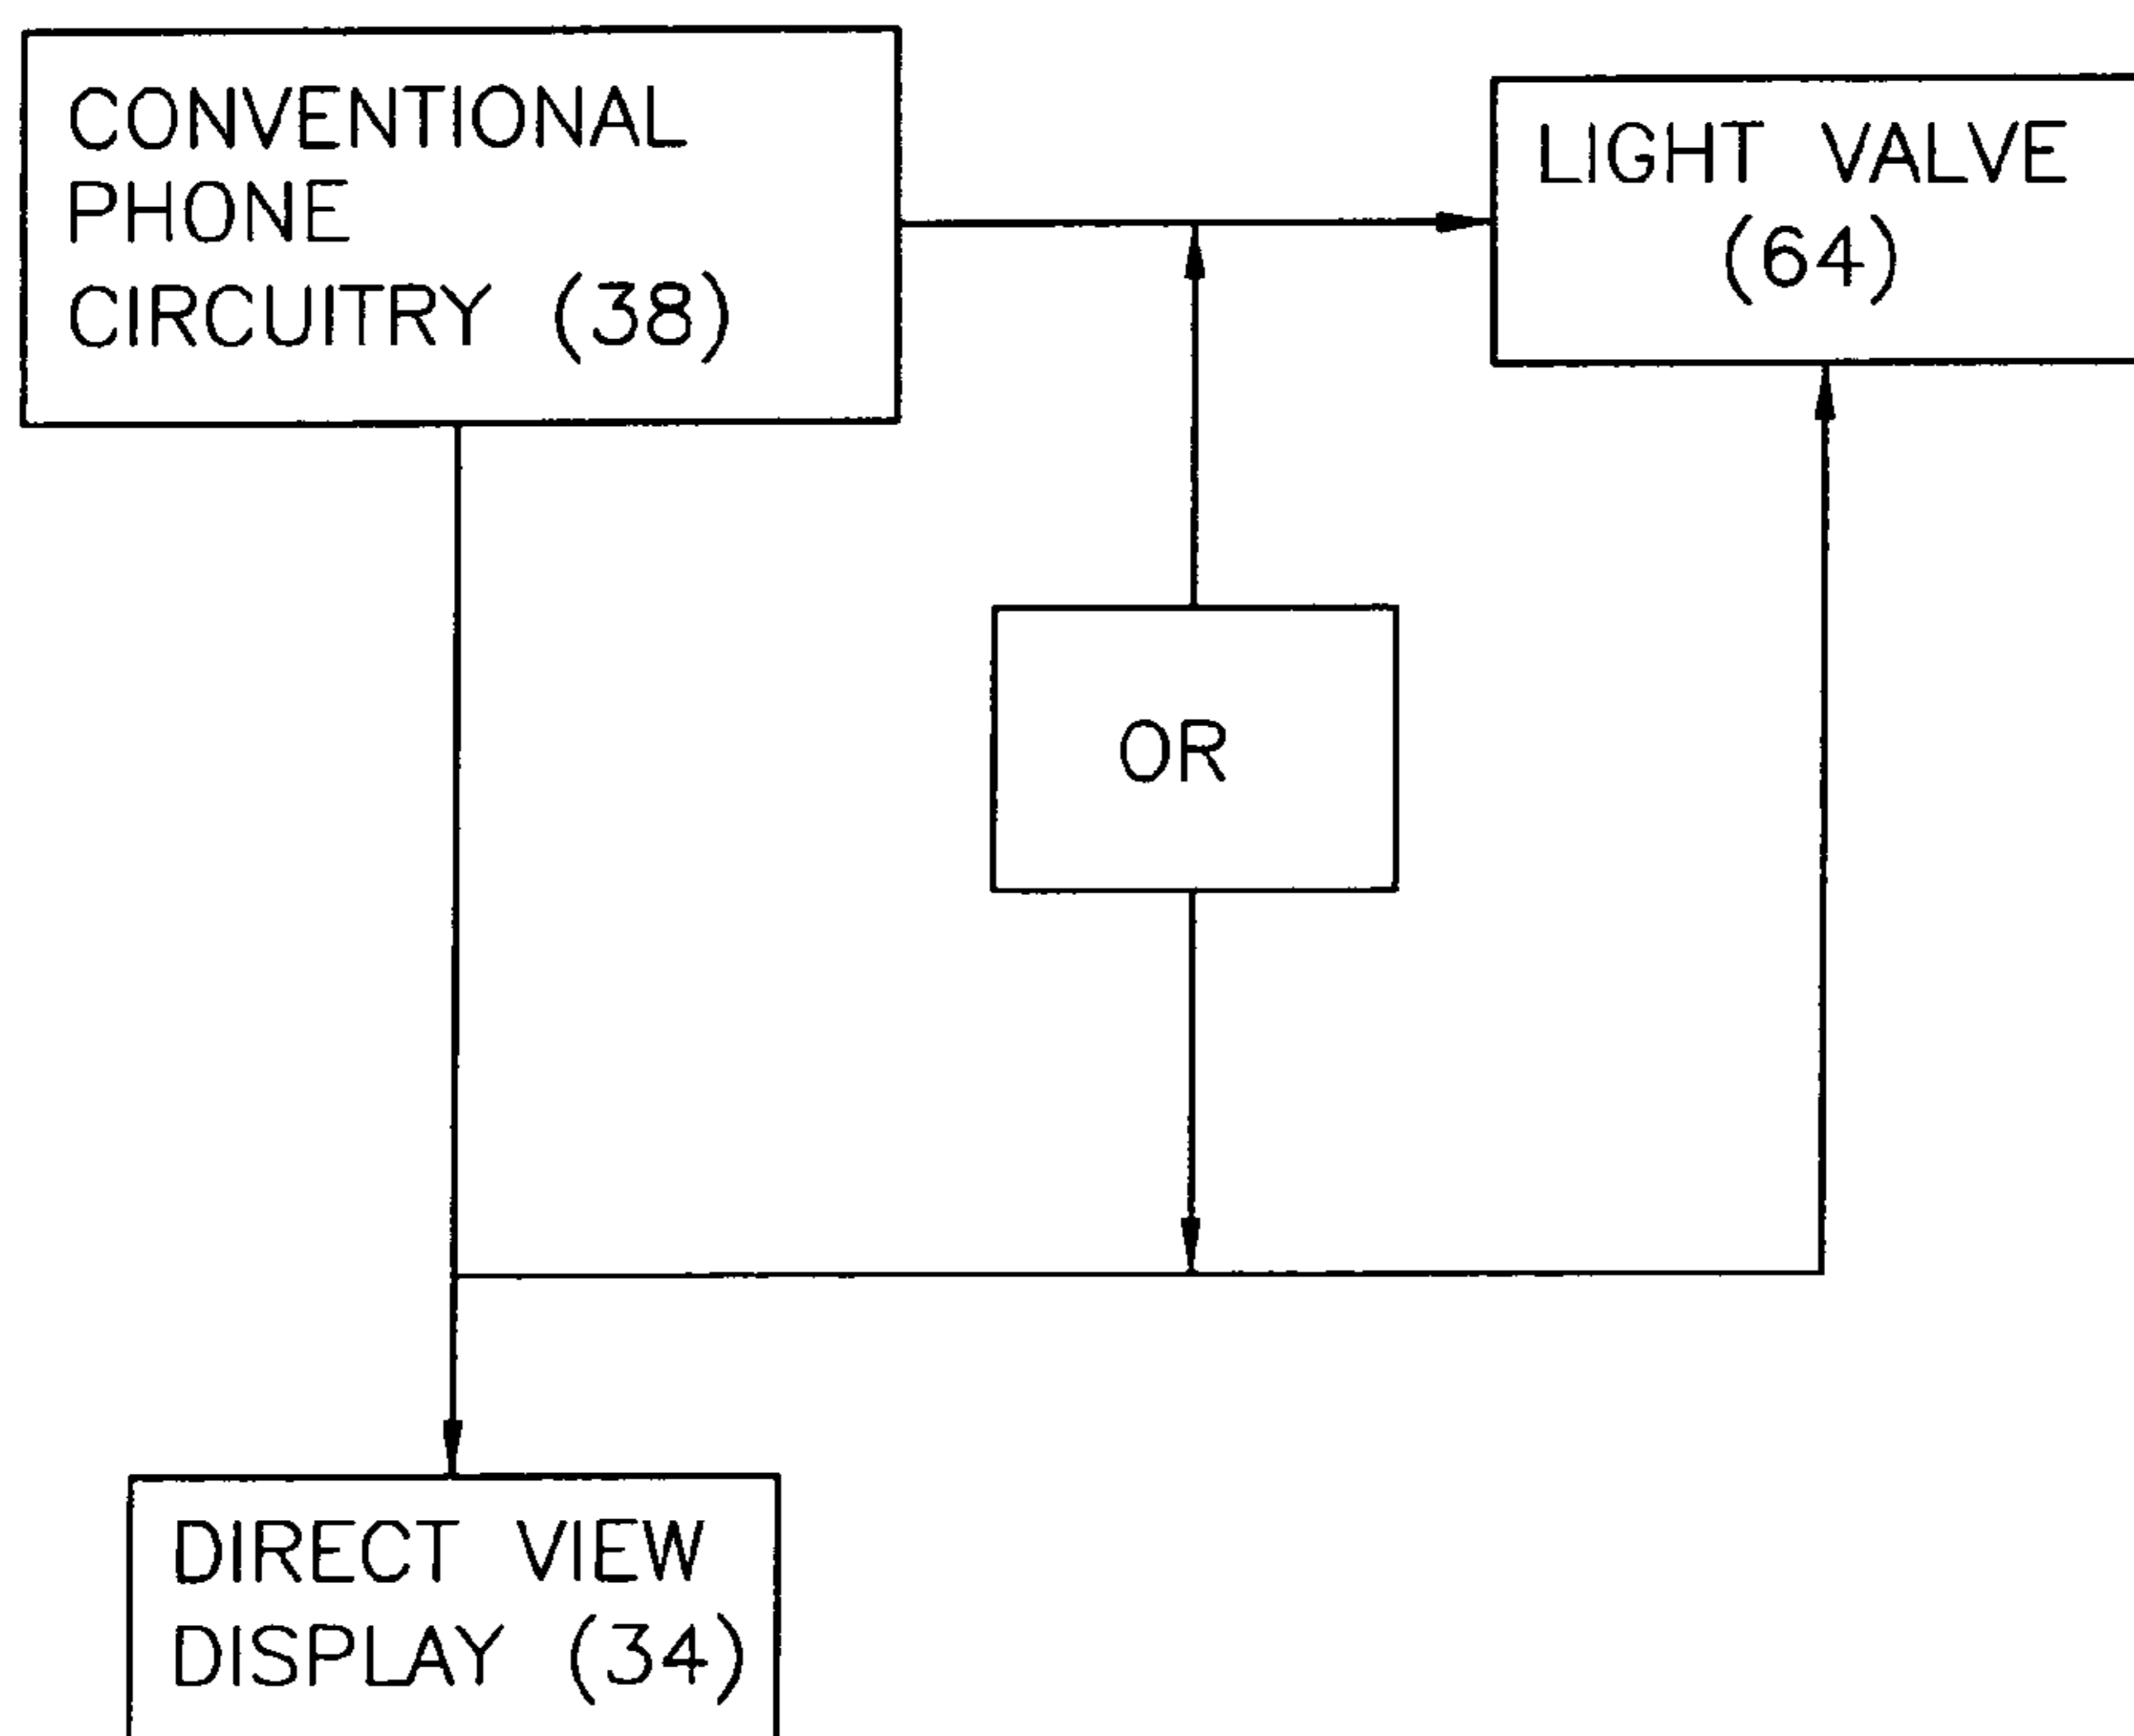 CONVENTIONAL
PHONE
CIRCUITRY (38)
LIGHT VALVE
(64)
OR
DIRECT VIEW
DISPLAY (34)